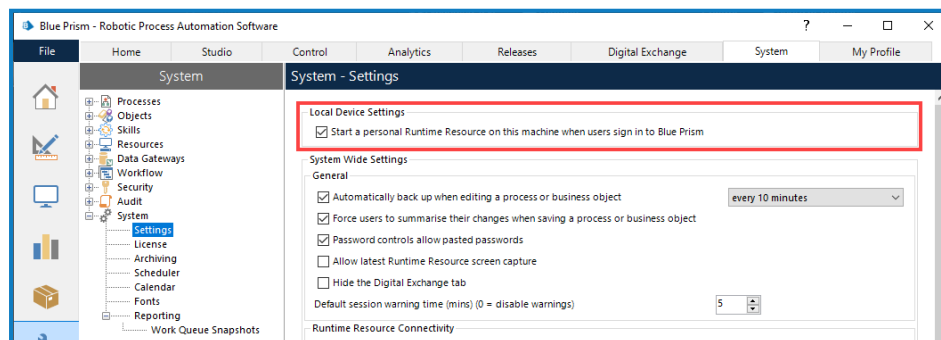 Blue Prism - Robotic Process Automation Software
?
File Home Studio Control Analytics Releases Digital Exchange System My Profile
System
System - Settings
Processes
Objects
Skills
Resources
Data Gateways
Workflow
Security
Audit
System
Settings
License
Archiving
Scheduler
Calendar
Fonts
Reporting
Work Queue Snapshots
Local Device Settings
Start a personal Runtime Resource on this machine when users sign in to Blue Prism
System Wide Settings
General
Automatically back up when editing a process or business object every 10 minutes
Force users to summarise their changes when saving a process or business object
Password controls allow pasted passwords
Allow latest Runtime Resource screen capture
Hide the Digital Exchange tab
Default session warning time (mins) (0 = disable warnings) 5
Runtime Resource Connectivity